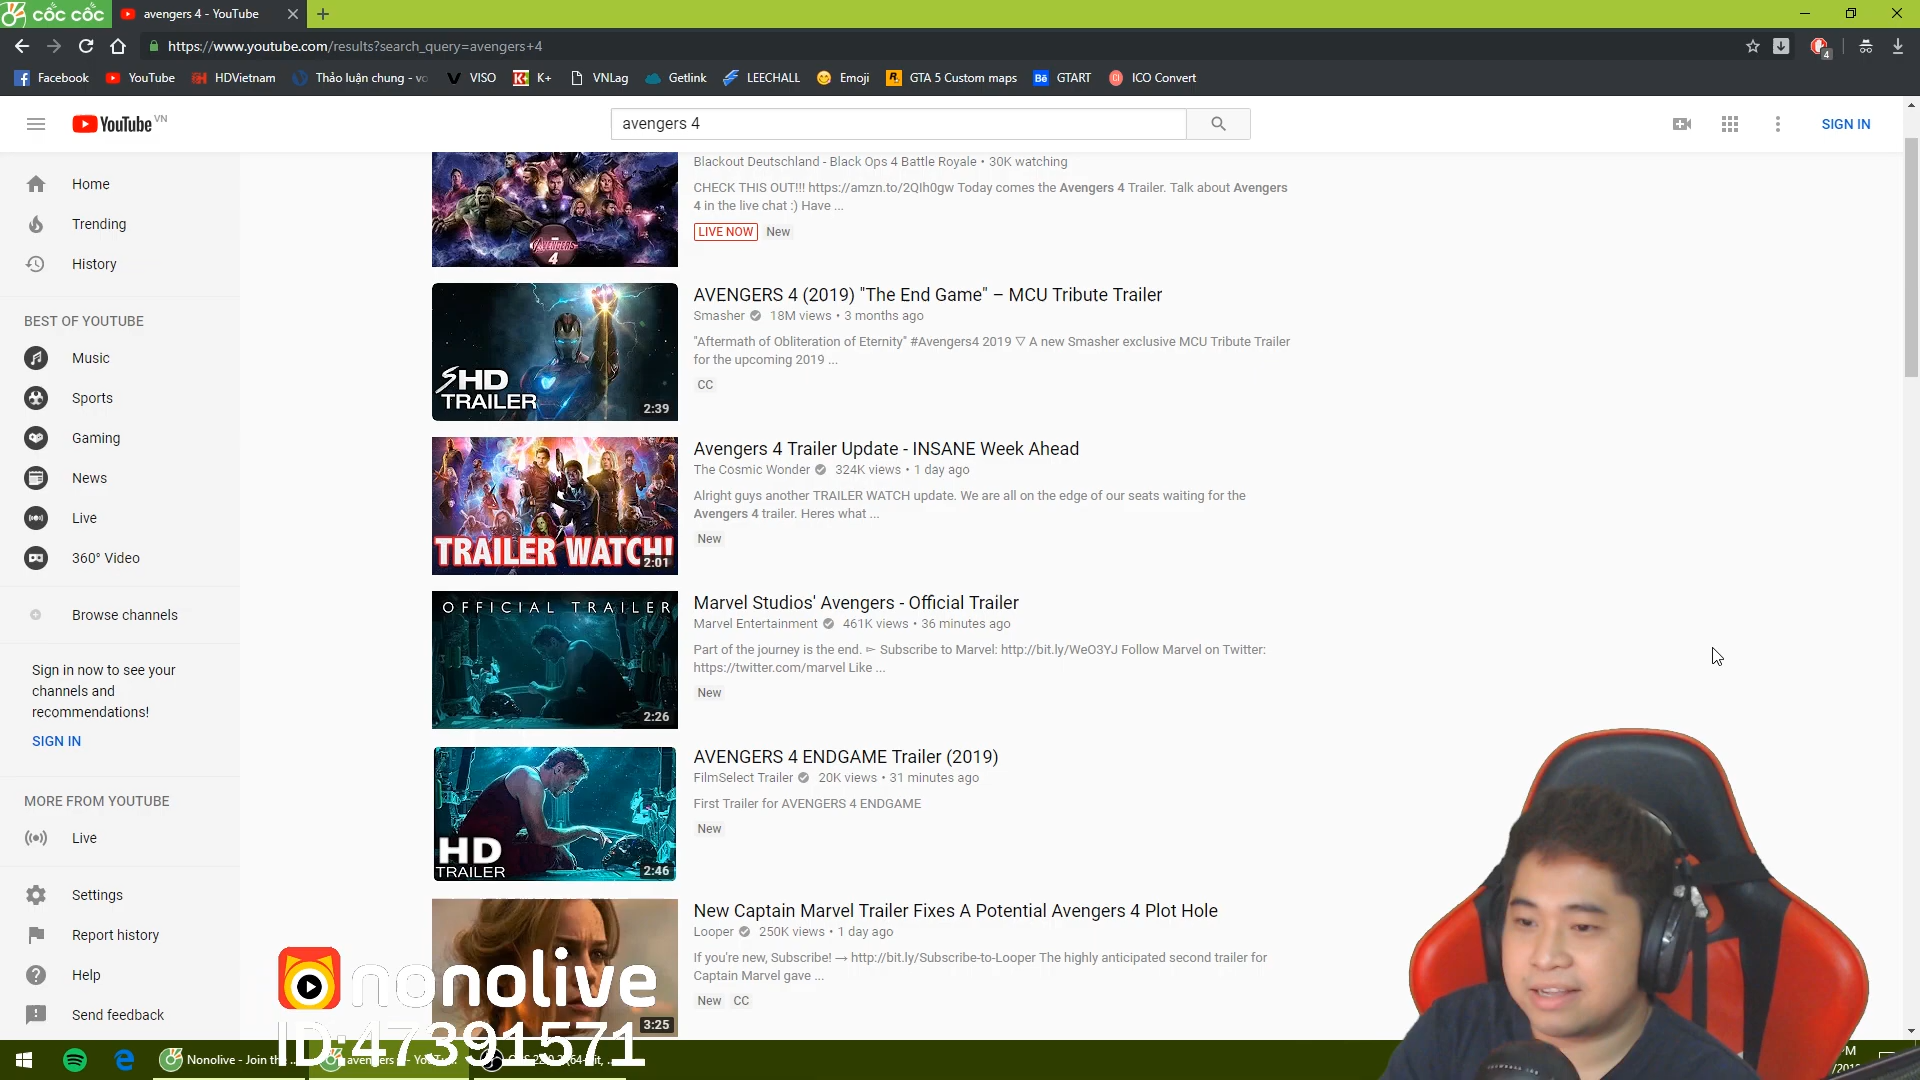 cốc cốc
avengers 4 - YouTube
https://www.youtube.com/results?search_query=avengers+4
4
Facebook
YouTube
HDVietnam
Thảo luận chung - vo
VISO
K+
VNLag
Getlink
LEECHALL
Emoji
GTA 5 Custom maps
Bē GTART
ICO Convert
YouTube VN
avengers 4
SIGN IN
Home
Trending
History
BEST OF YOUTUBE
Music
Sports
Gaming
News
Live
360° Video
Browse channels
Sign in now to see your
channels and
recommendations!
SIGN IN
MORE FROM YOUTUBE
Live
Settings
Report history
Help
Send feedback
AVENGERS
4
Blackout Deutschland - Black Ops 4 Battle Royale • 30K watching
CHECK THIS OUT!!! https://amzn.to/2QIh0gw Today comes the Avengers 4 Trailer. Talk about Avengers
4 in the live chat :) Have ...
LIVE NOW New
SHD
TRAILER
2:39
AVENGERS 4 (2019) "The End Game" – MCU Tribute Trailer
Smasher 18M views • 3 months ago
"Aftermath of Obliteration of Eternity" #Avengers4 2019 ▽ A new Smasher exclusive MCU Tribute Trailer
for the upcoming 2019 ...
CC
TRAILER WATCH!
2:01
Avengers 4 Trailer Update - INSANE Week Ahead
The Cosmic Wonder 324K views • 1 day ago
Alright guys another TRAILER WATCH update. We are all on the edge of our seats waiting for the
Avengers 4 trailer. Heres what ...
New
OFFICIAL TRAILER
2:26
Marvel Studios' Avengers - Official Trailer
Marvel Entertainment 461K views • 36 minutes ago
Part of the journey is the end. ► Subscribe to Marvel: http://bit.ly/WeO3YJ Follow Marvel on Twitter:
https://twitter.com/marvel Like ...
New
HD
TRAILER
2:46
AVENGERS 4 ENDGAME Trailer (2019)
FilmSelect Trailer 20K views • 31 minutes ago
First Trailer for AVENGERS 4 ENDGAME
New
3:25
New Captain Marvel Trailer Fixes A Potential Avengers 4 Plot Hole
Looper 250K views • 1 day ago
If you're new, Subscribe! → http://bit.ly/Subscribe-to-Looper The highly anticipated second trailer for
Captain Marvel gave ...
New CC
nonolive
ID:47391571
Nonolive - Join th